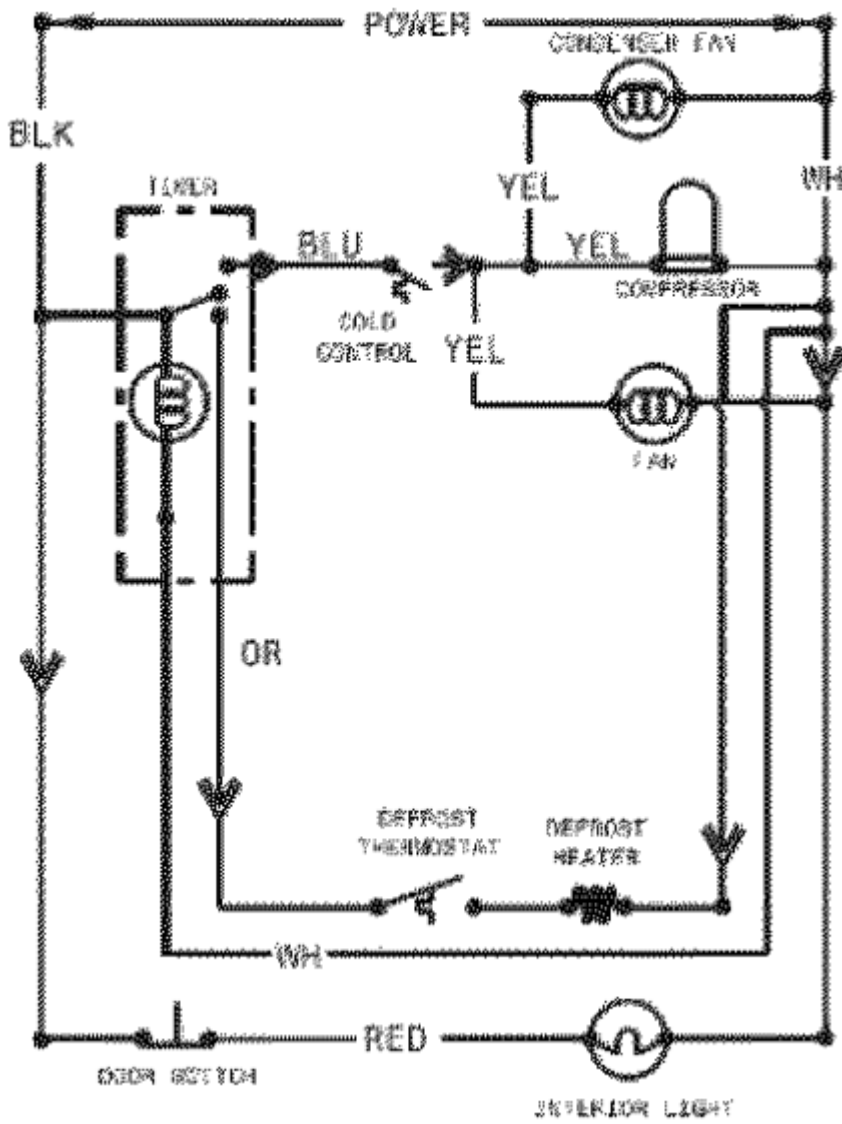 POWER
CONDENSER FAN
BLK
TIMER
YEL
WH
BLU
YEL
COMPRESSOR
COLD
CONTROL
YEL
FAN
OR
DEFROST
THERMOSTAT
DEFROST
HEATER
WH
RED
DOOR BUTTON
INTERIOR LIGHT